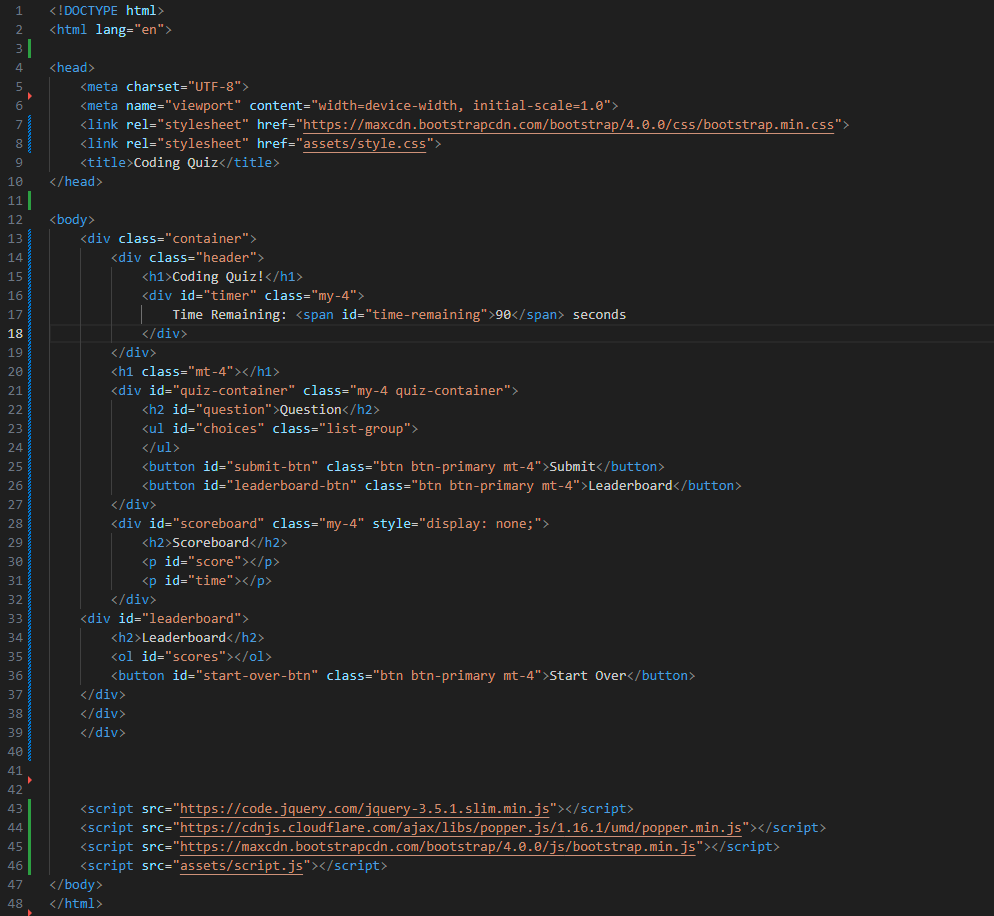 1 <!DOCTYPE html>
2 <html lang="en">
3
4 <head>
5     <meta charset="UTF-8">
6     <meta name="viewport" content="width=device-width, initial-scale=1.0">
7     <link rel="stylesheet" href="https://maxcdn.bootstrapcdn.com/bootstrap/4.0.0/css/bootstrap.min.css">
8     <link rel="stylesheet" href="assets/style.css">
9     <title>Coding Quiz</title>
10 </head>
11
12 <body>
13     <div class="container">
14         <div class="header">
15             <h1>Coding Quiz!</h1>
16             <div id="timer" class="my-4">
17                 Time Remaining: <span id="time-remaining">90</span> seconds
18             </div>
19         </div>
20         <h1 class="mt-4"></h1>
21         <div id="quiz-container" class="my-4 quiz-container">
22             <h2 id="question">Question</h2>
23             <ul id="choices" class="list-group">
24             </ul>
25             <button id="submit-btn" class="btn btn-primary mt-4">Submit</button>
26             <button id="leaderboard-btn" class="btn btn-primary mt-4">Leaderboard</button>
27         </div>
28         <div id="scoreboard" class="my-4" style="display: none;">
29             <h2>Scoreboard</h2>
30             <p id="score"></p>
31             <p id="time"></p>
32         </div>
33     <div id="leaderboard">
34         <h2>Leaderboard</h2>
35         <ol id="scores"></ol>
36         <button id="start-over-btn" class="btn btn-primary mt-4">Start Over</button>
37     </div>
38     </div>
39     </div>
40
41
42
43     <script src="https://code.jquery.com/jquery-3.5.1.slim.min.js"></script>
44     <script src="https://cdnjs.cloudflare.com/ajax/libs/popper.js/1.16.1/umd/popper.min.js"></script>
45     <script src="https://maxcdn.bootstrapcdn.com/bootstrap/4.0.0/js/bootstrap.min.js"></script>
46     <script src="assets/script.js"></script>
47 </body>
48 </html>